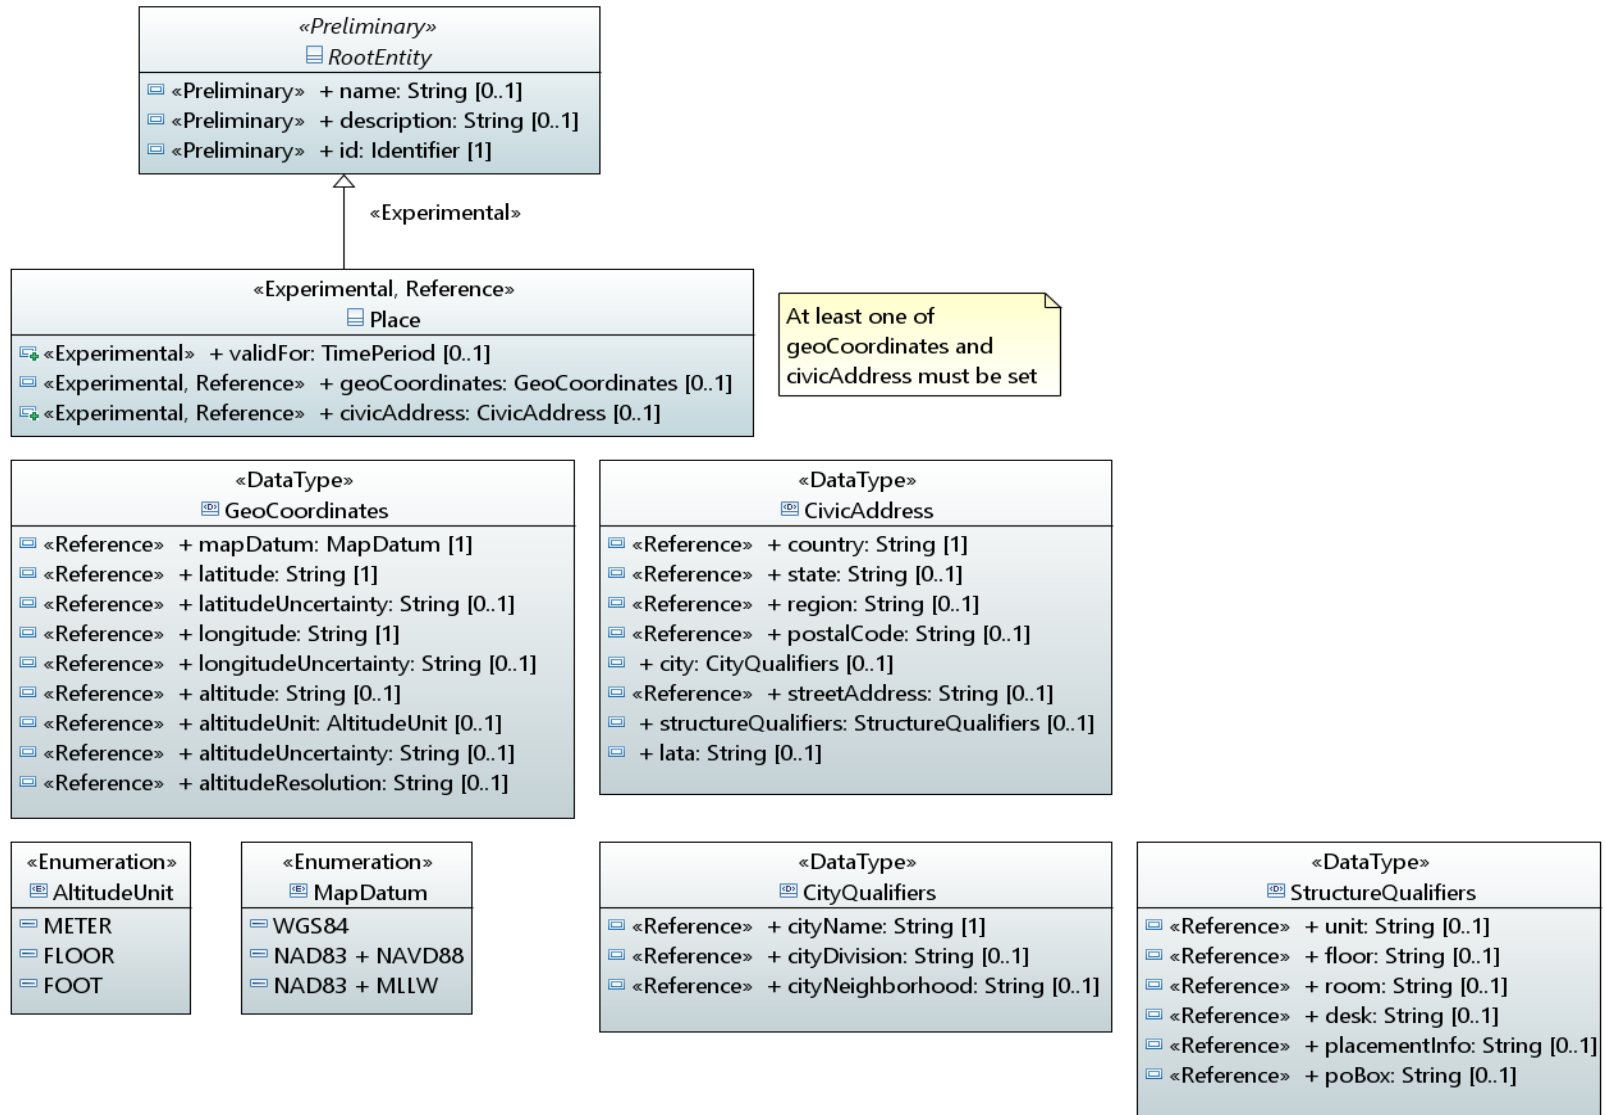 «Preliminary»
RootEntity
«Preliminary» + name: String [0..1]
«Preliminary» + description: String [0..1]
«Preliminary» + id: Identifier [1]
«Experimental»
«Experimental, Reference»
Place
«Experimental» + validFor: TimePeriod [0..1]
«Experimental, Reference» + geoCoordinates: GeoCoordinates [0..1]
«Experimental, Reference» + civicAddress: CivicAddress [0..1]
At least one of
geoCoordinates and
civicAddress must be set
«DataType»
GeoCoordinates
«Reference» + mapDatum: MapDatum [1]
«Reference» + latitude: String [1]
«Reference» + latitudeUncertainty: String [0..1]
«Reference» + longitude: String [1]
«Reference» + longitudeUncertainty: String [0..1]
«Reference» + altitude: String [0..1]
«Reference» + altitudeUnit: AltitudeUnit [0..1]
«Reference» + altitudeUncertainty: String [0..1]
«Reference» + altitudeResolution: String [0..1]
«DataType»
CivicAddress
«Reference» + country: String [1]
«Reference» + state: String [0..1]
«Reference» + region: String [0..1]
«Reference» + postalCode: String [0..1]
+ city: CityQualifiers [0..1]
«Reference» + streetAddress: String [0..1]
+ structureQualifiers: StructureQualifiers [0..1]
+ lata: String [0..1]
«Enumeration»
AltitudeUnit
METER
FLOOR
FOOT
«Enumeration»
MapDatum
WGS84
NAD83 + NAVD88
NAD83 + MLLW
«DataType»
CityQualifiers
«Reference» + cityName: String [1]
«Reference» + cityDivision: String [0..1]
«Reference» + cityNeighborhood: String [0..1]
«DataType»
StructureQualifiers
«Reference» + unit: String [0..1]
«Reference» + floor: String [0..1]
«Reference» + room: String [0..1]
«Reference» + desk: String [0..1]
«Reference» + placementInfo: String [0..1]
«Reference» + poBox: String [0..1]